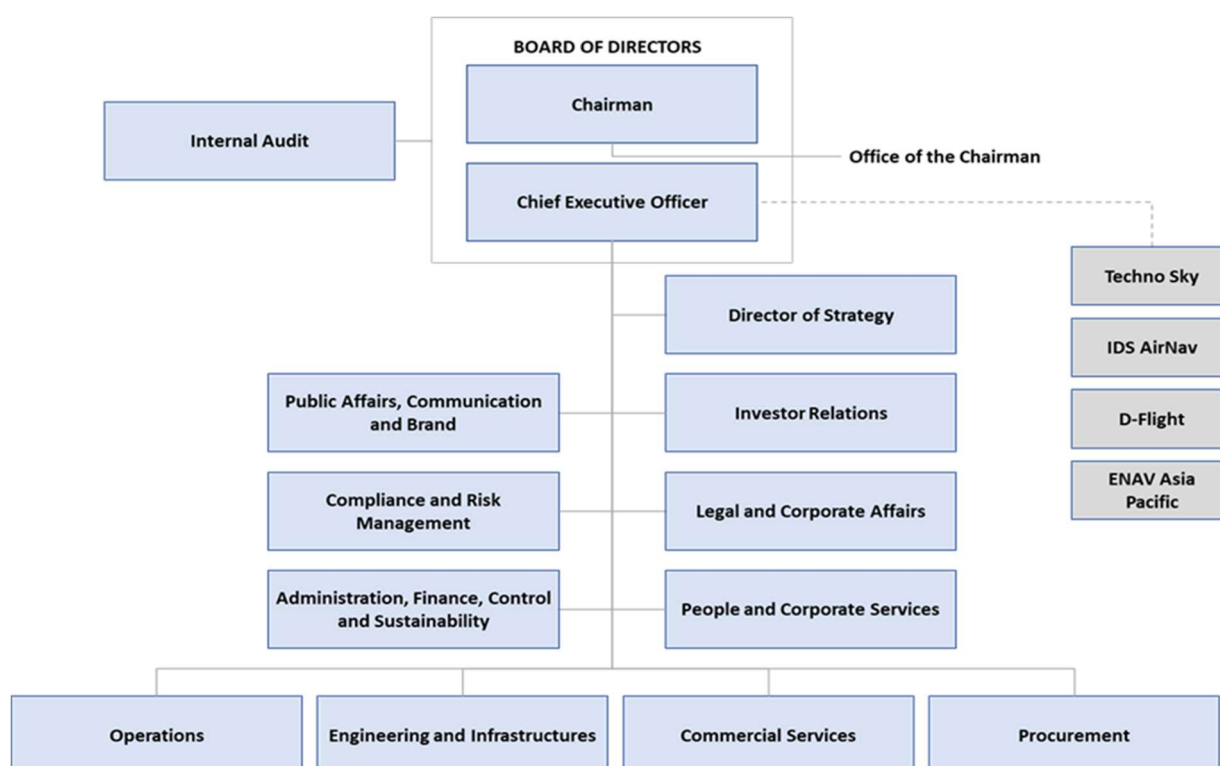 BOARD OF DIRECTORS
Chairman
Internal Audit
Office of the Chairman
Chief Executive Officer
Techno Sky
Director of Strategy
IDS AirNav
Public Affairs, Communication
and Brand
Investor Relations
D-Flight
ENAV Asia
Pacific
Compliance and Risk
Management
Legal and Corporate Affairs
Administration, Finance, Control
and Sustainability
People and Corporate Services
Operations
Engineering and Infrastructures
Commercial Services
Procurement